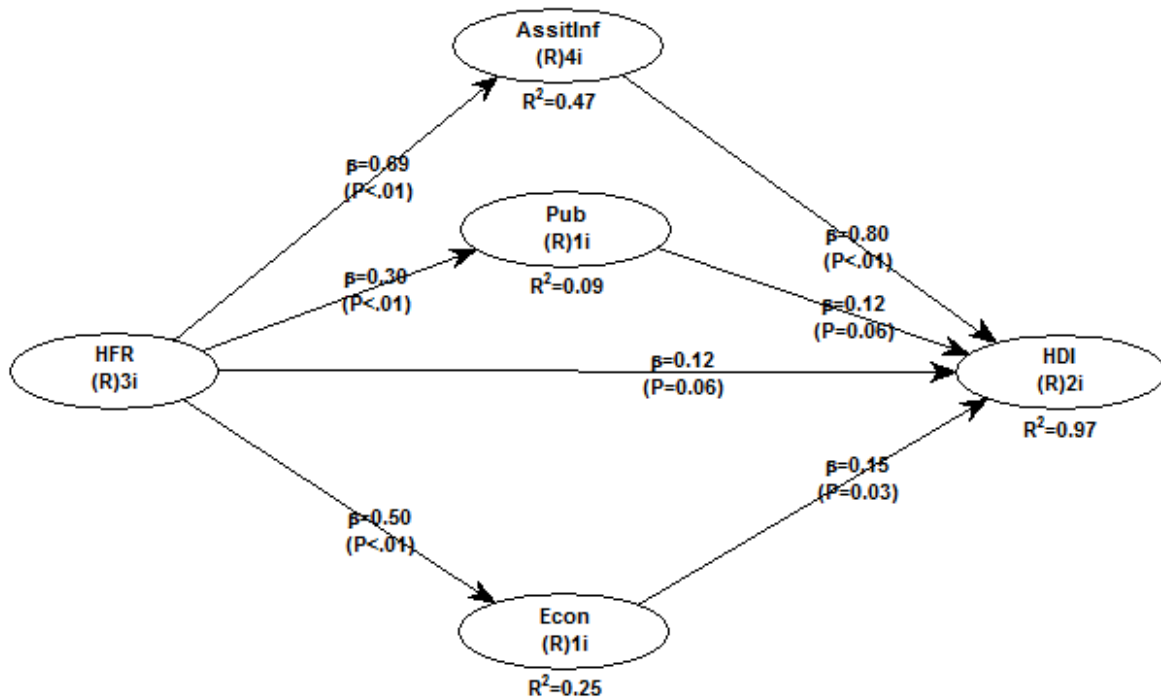 AssitInf
(R)4i
R²=0.47
β=0.69
(P<.01)
Pub
(R)1i
R²=0.09
β=0.30
(P<.01)
β=0.80
(P<.01)
β=0.12
(P=0.06)
HFR
(R)3i
β=0.12
(P=0.06)
HDI
(R)2i
R²=0.97
β=0.50
(P<.01)
β=0.15
(P=0.03)
Econ
(R)1i
R²=0.25